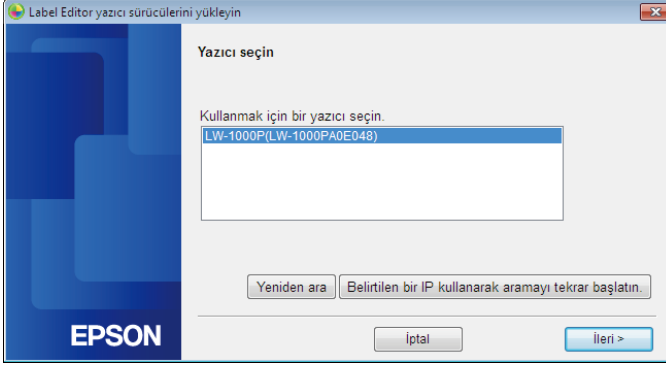 Label Editor yazıcı sürücülerini yükleyin
Yazıcı seçin
Kullanmak için bir yazıcı seçin.
LW-1000P(LW-1000PA0E048)
Yeniden ara
Belirtilen bir IP kullanarak aramayı tekrar başlatın.
EPSON
İptal
İleri >